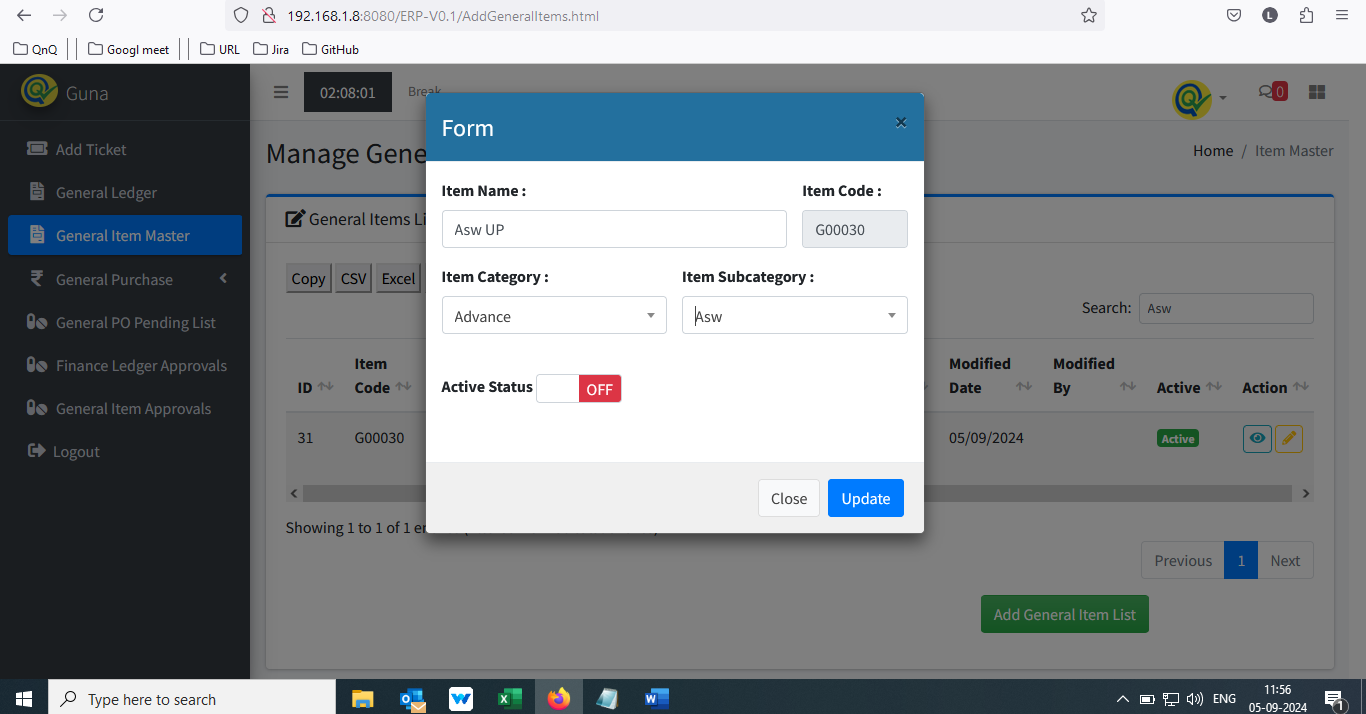 192.168.1.8:8080/ERP-V0.1/AddGeneralItems.html
L
QnQ
Googl meet
URL
Jira
GitHub
Guna
02:08:01
Break
0
Add Ticket
General Ledger
General Item Master
General Purchase
General PO Pending List
Finance Ledger Approvals
General Item Approvals
Logout
Manage Gene
Home / Item Master
General Items Li
Copy CSV Excel
Search: Asw
ID
Item Code
Modified Date
Modified By
Active
Action
31 G00030 05/09/2024 Active
Showing 1 to 1 of 1 e
Previous 1 Next
Add General Item List
Form
×
Item Name : Item Code :
Asw UP G00030
Item Category : Item Subcategory :
Advance Asw
Active Status OFF
Close Update
Type here to search
ENG
11:56
05-09-2024
1